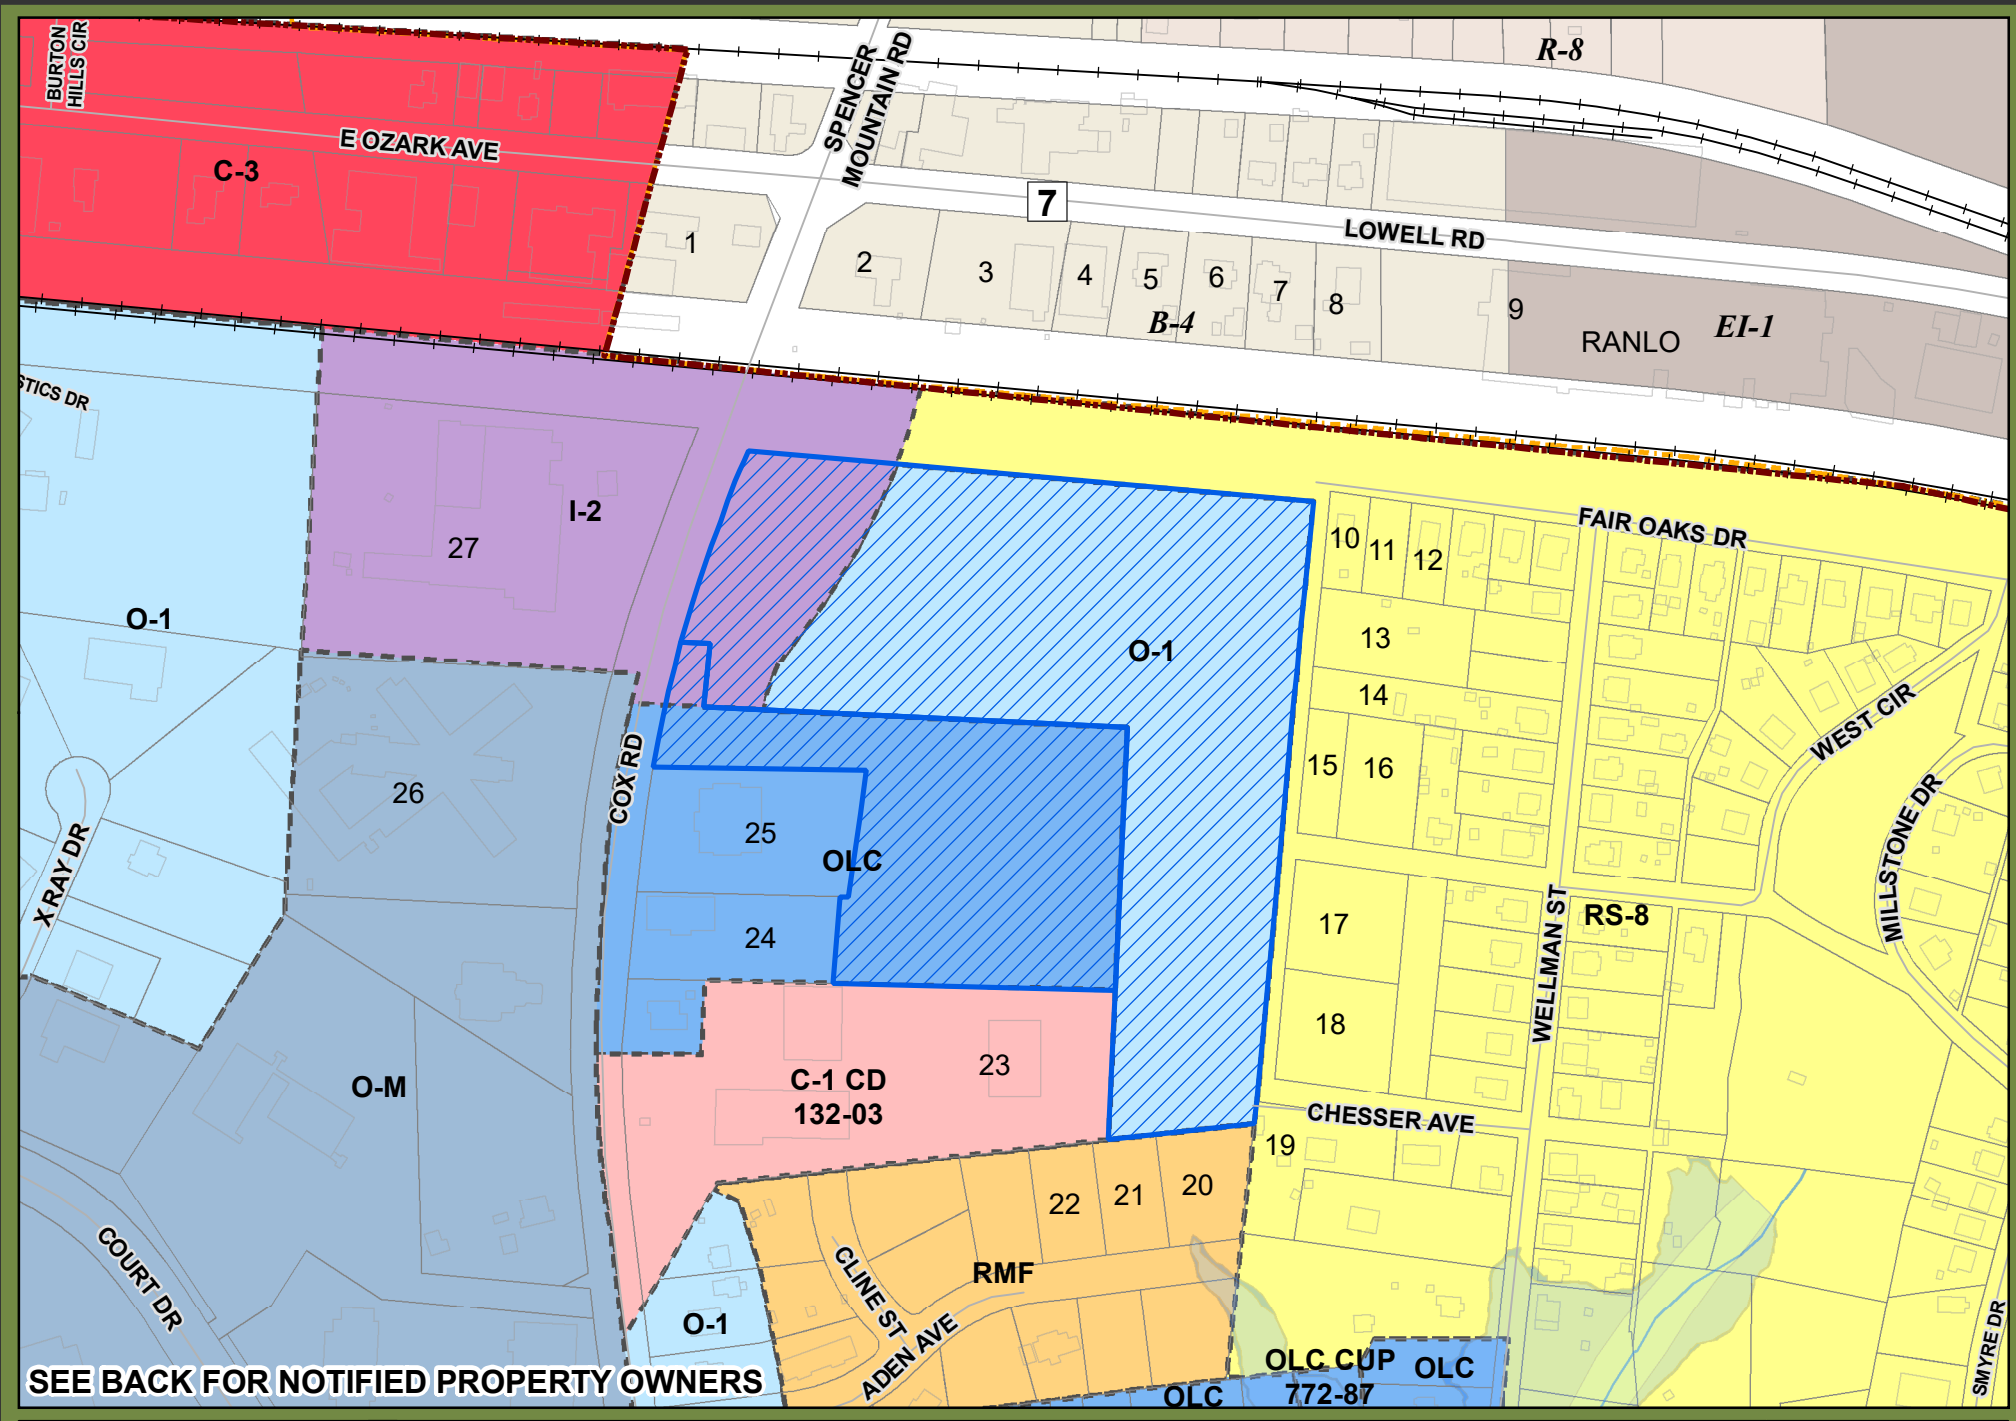 BURTON
HILLS CIR
SPENCER
MOUNTAIN RD
R-8
E OZARK AVE
C-3
7
LOWELL RD
1
2
3
4
5
6
7
8
9
B-4
RANLO
EI-1
STICS DR
I-2
27
FAIR OAKS DR
10
11
12
O-1
O-1
13
14
15
16
WEST CIR
26
COX RD
25
OLC
MILLSTONE DR
X RAY DR
24
17
RS-8
WELLMAN ST
18
O-M
C-1 CD
132-03
23
CHESSER AVE
19
20
21
22
RMF
COURT DR
CLINE ST
ADEN AVE
O-1
OLC CUP
772-87
OLC
OLC
SMYRE DR
SEE BACK FOR NOTIFIED PROPERTY OWNERS